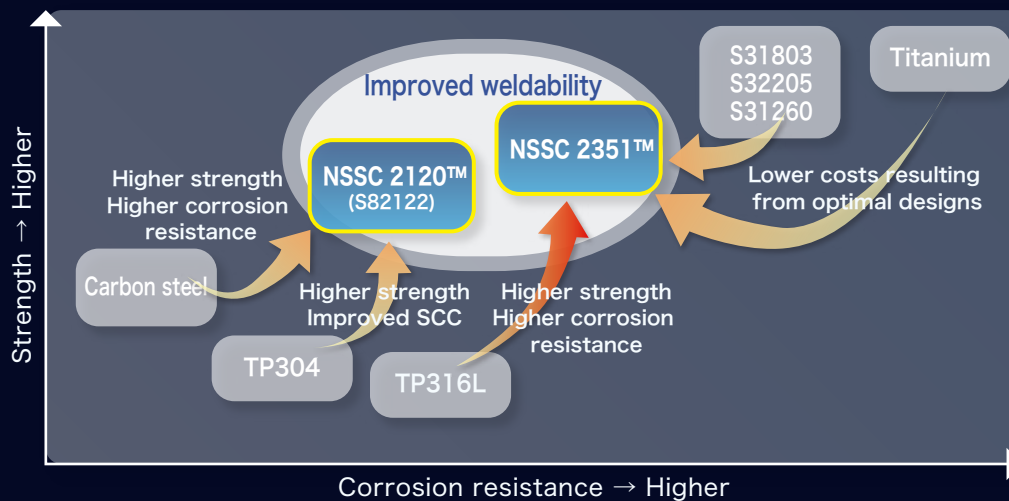 Strength → Higher
Improved weldability
S31803
S32205
S31260
Titanium
NSSC 2351™
NSSC 2120™
(S82122)
Higher strength
Higher corrosion
resistance
Lower costs resulting
from optimal designs
Carbon steel
Higher strength
Improved SCC
Higher strength
Higher corrosion
resistance
TP304
TP316L
Corrosion resistance → Higher